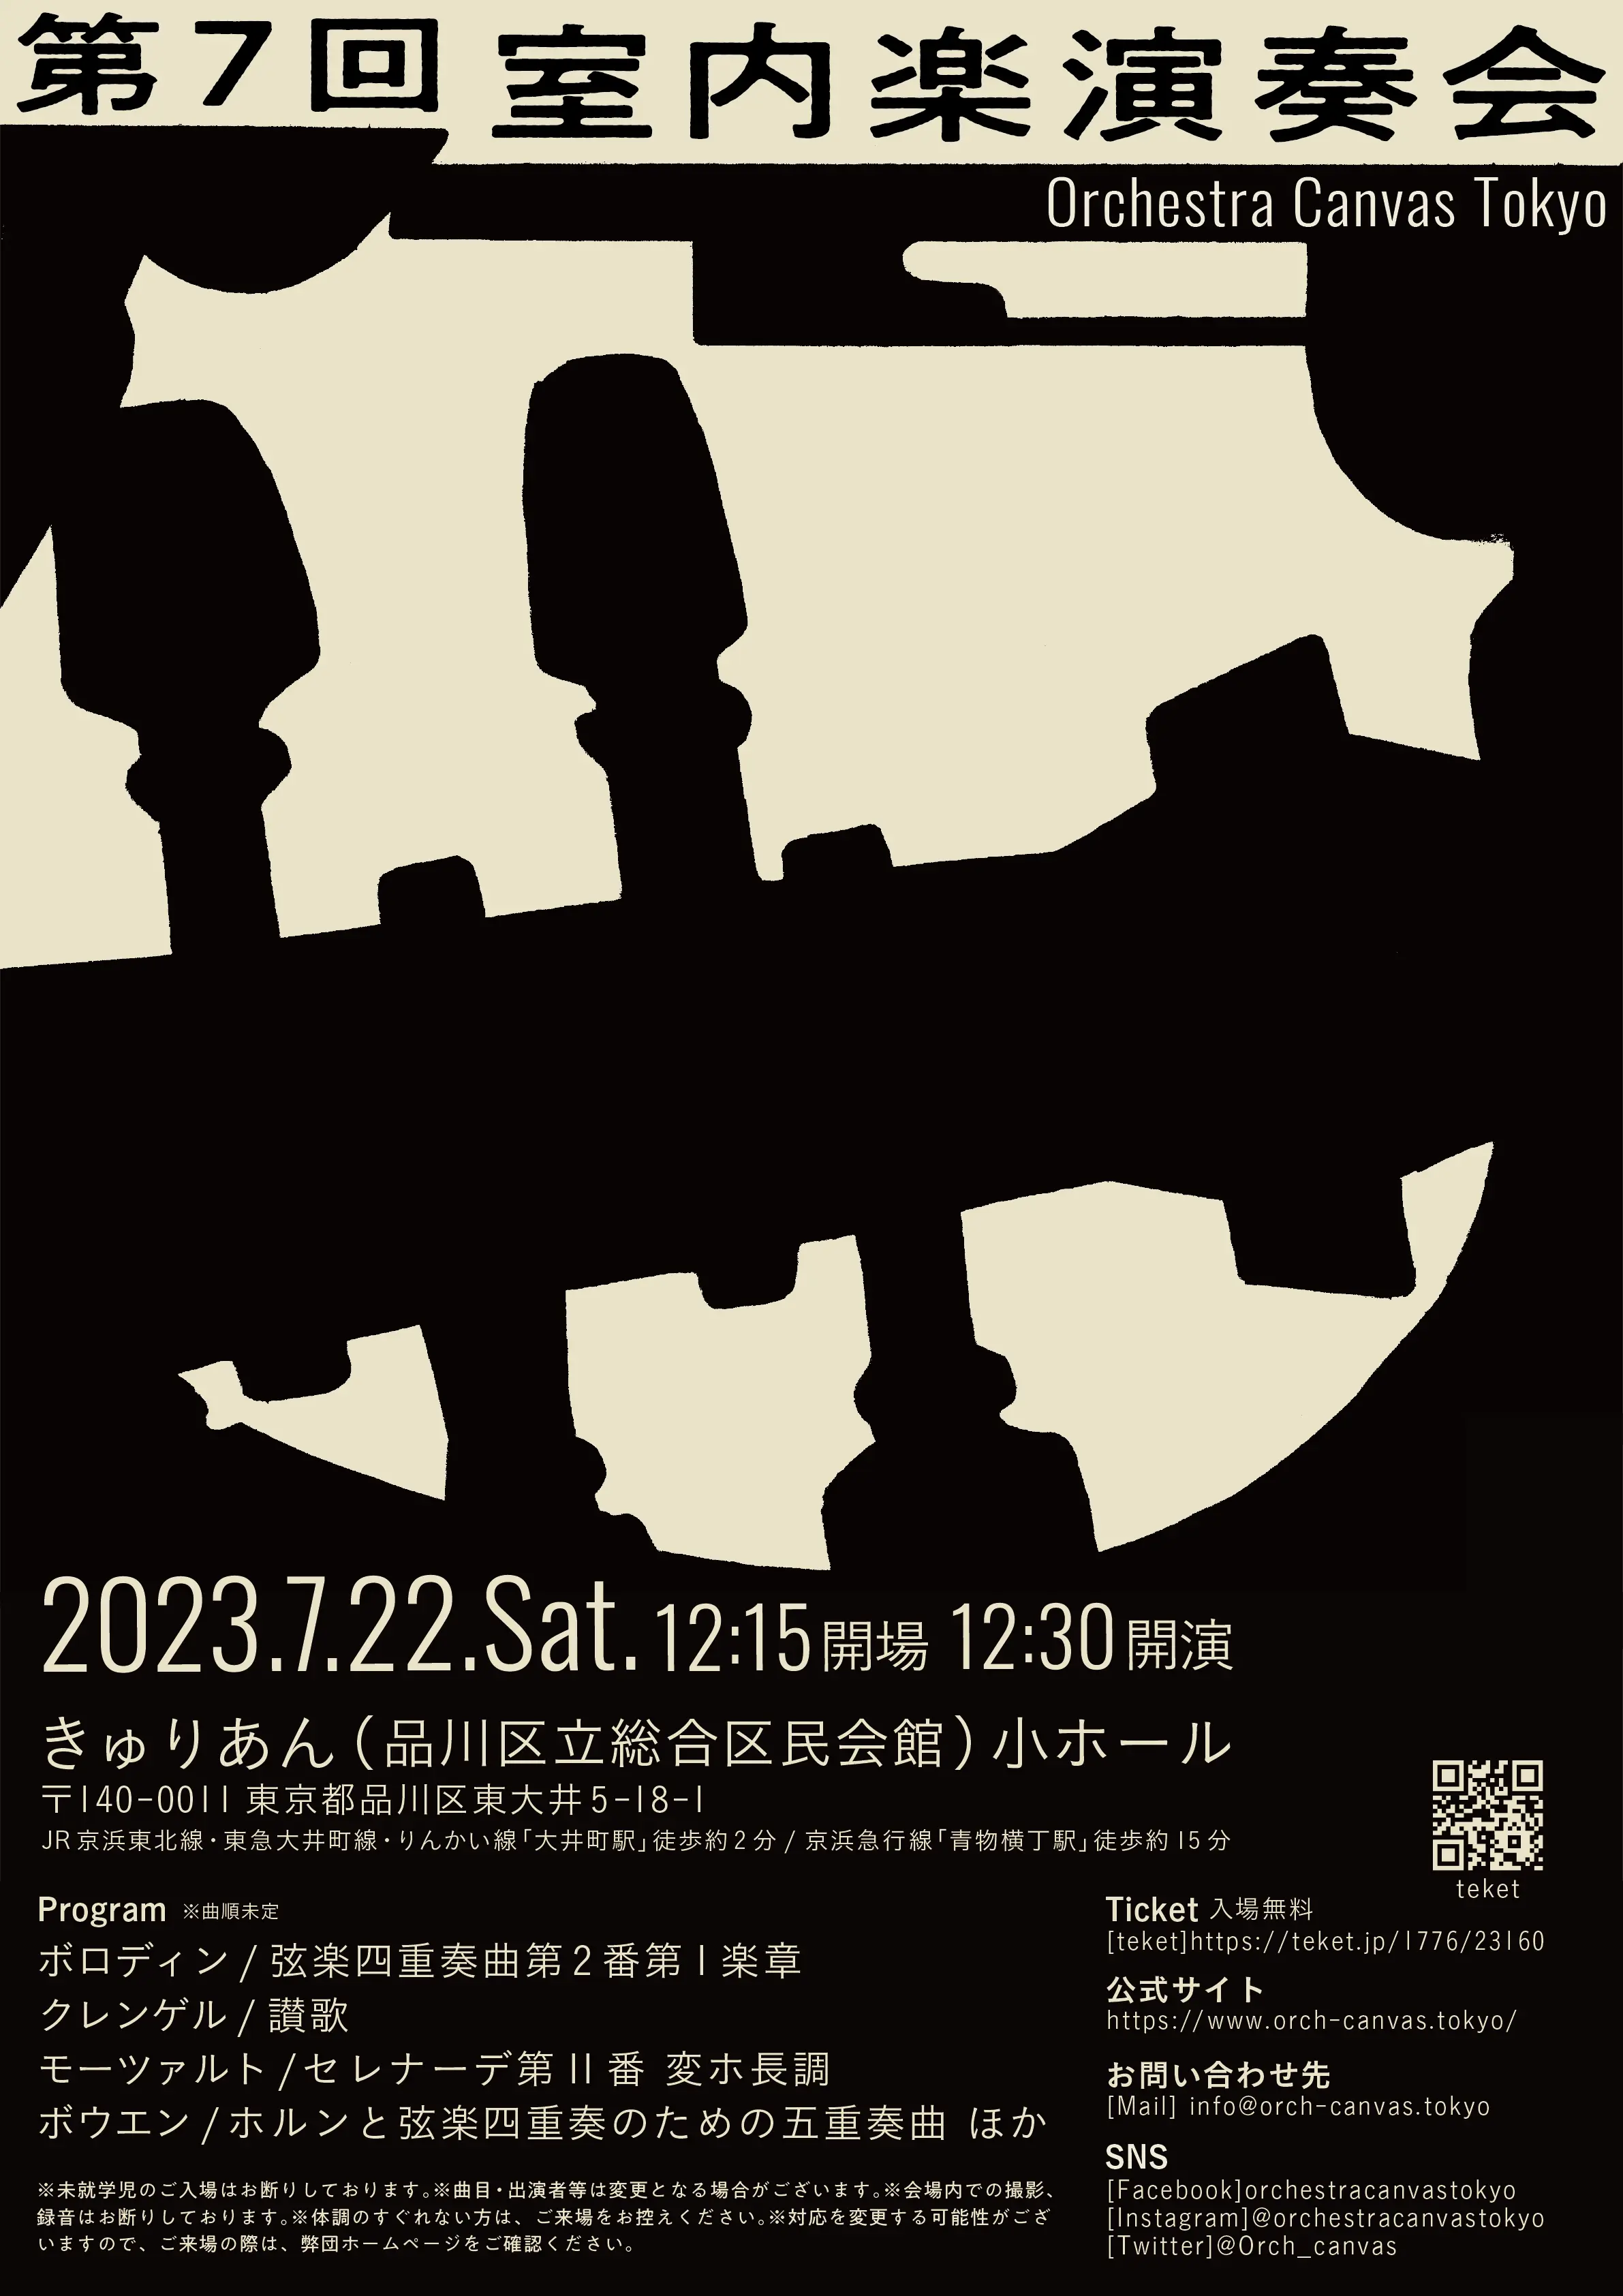 第7回 室内楽演奏会
Orchestra Canvas Tokyo
2023.7.22.Sat. 12:15開場 12:30開演
きゅりあん(品川区立総合区民会館)小ホール
〒140-0011 東京都品川区東大井5-18-1
JR京浜東北線・東急大井町線・りんかい線「大井町駅」徒歩約2分 / 京浜急行線「青物横丁駅」徒歩約15分
teket
Program ※曲順未定
ボロディン / 弦楽四重奏曲第2番第1楽章
クレンゲル / 讃歌
モーツァルト / セレナーデ第11番 変ホ長調
ボウエン / ホルンと弦楽四重奏のための五重奏曲 ほか
※未就学児のご入場はお断りしております。※曲目・出演者等は変更となる場合がございます。※会場内での撮影、
録音はお断りしております。※体調のすぐれない方は、ご来場をお控えください。※対応を変更する可能性がござ
いますので、ご来場の際は、弊団ホームページをご確認ください。
Ticket 入場無料
[teket]https://teket.jp/1776/23160
公式サイト
https://www.orch-canvas.tokyo/
お問い合わせ先
[Mail] info@orch-canvas.tokyo
SNS
[Facebook]orchestracanvastokyo
[Instagram]@orchestracanvastokyo
[Twitter]@Orch_canvas